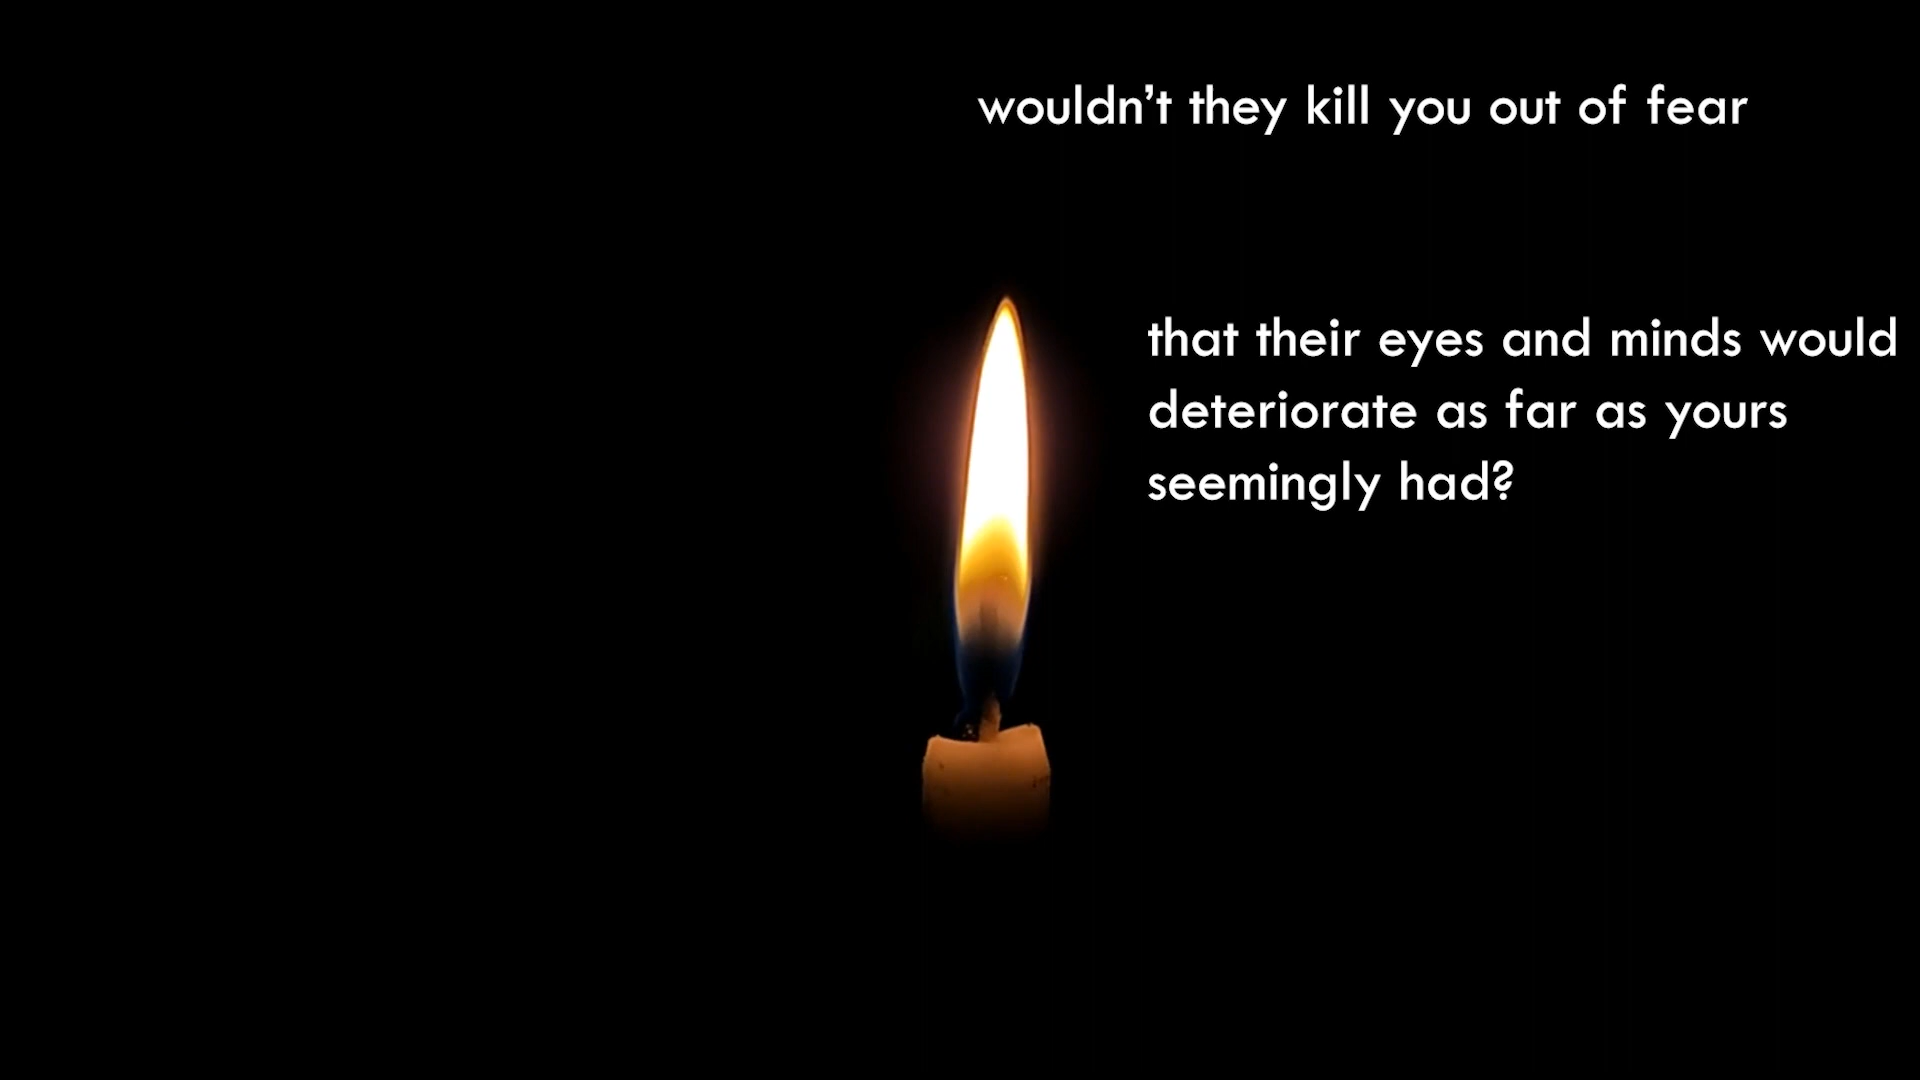 wouldn’t they kill you out of fear
that their eyes and minds would
deteriorate as far as yours
seemingly had?